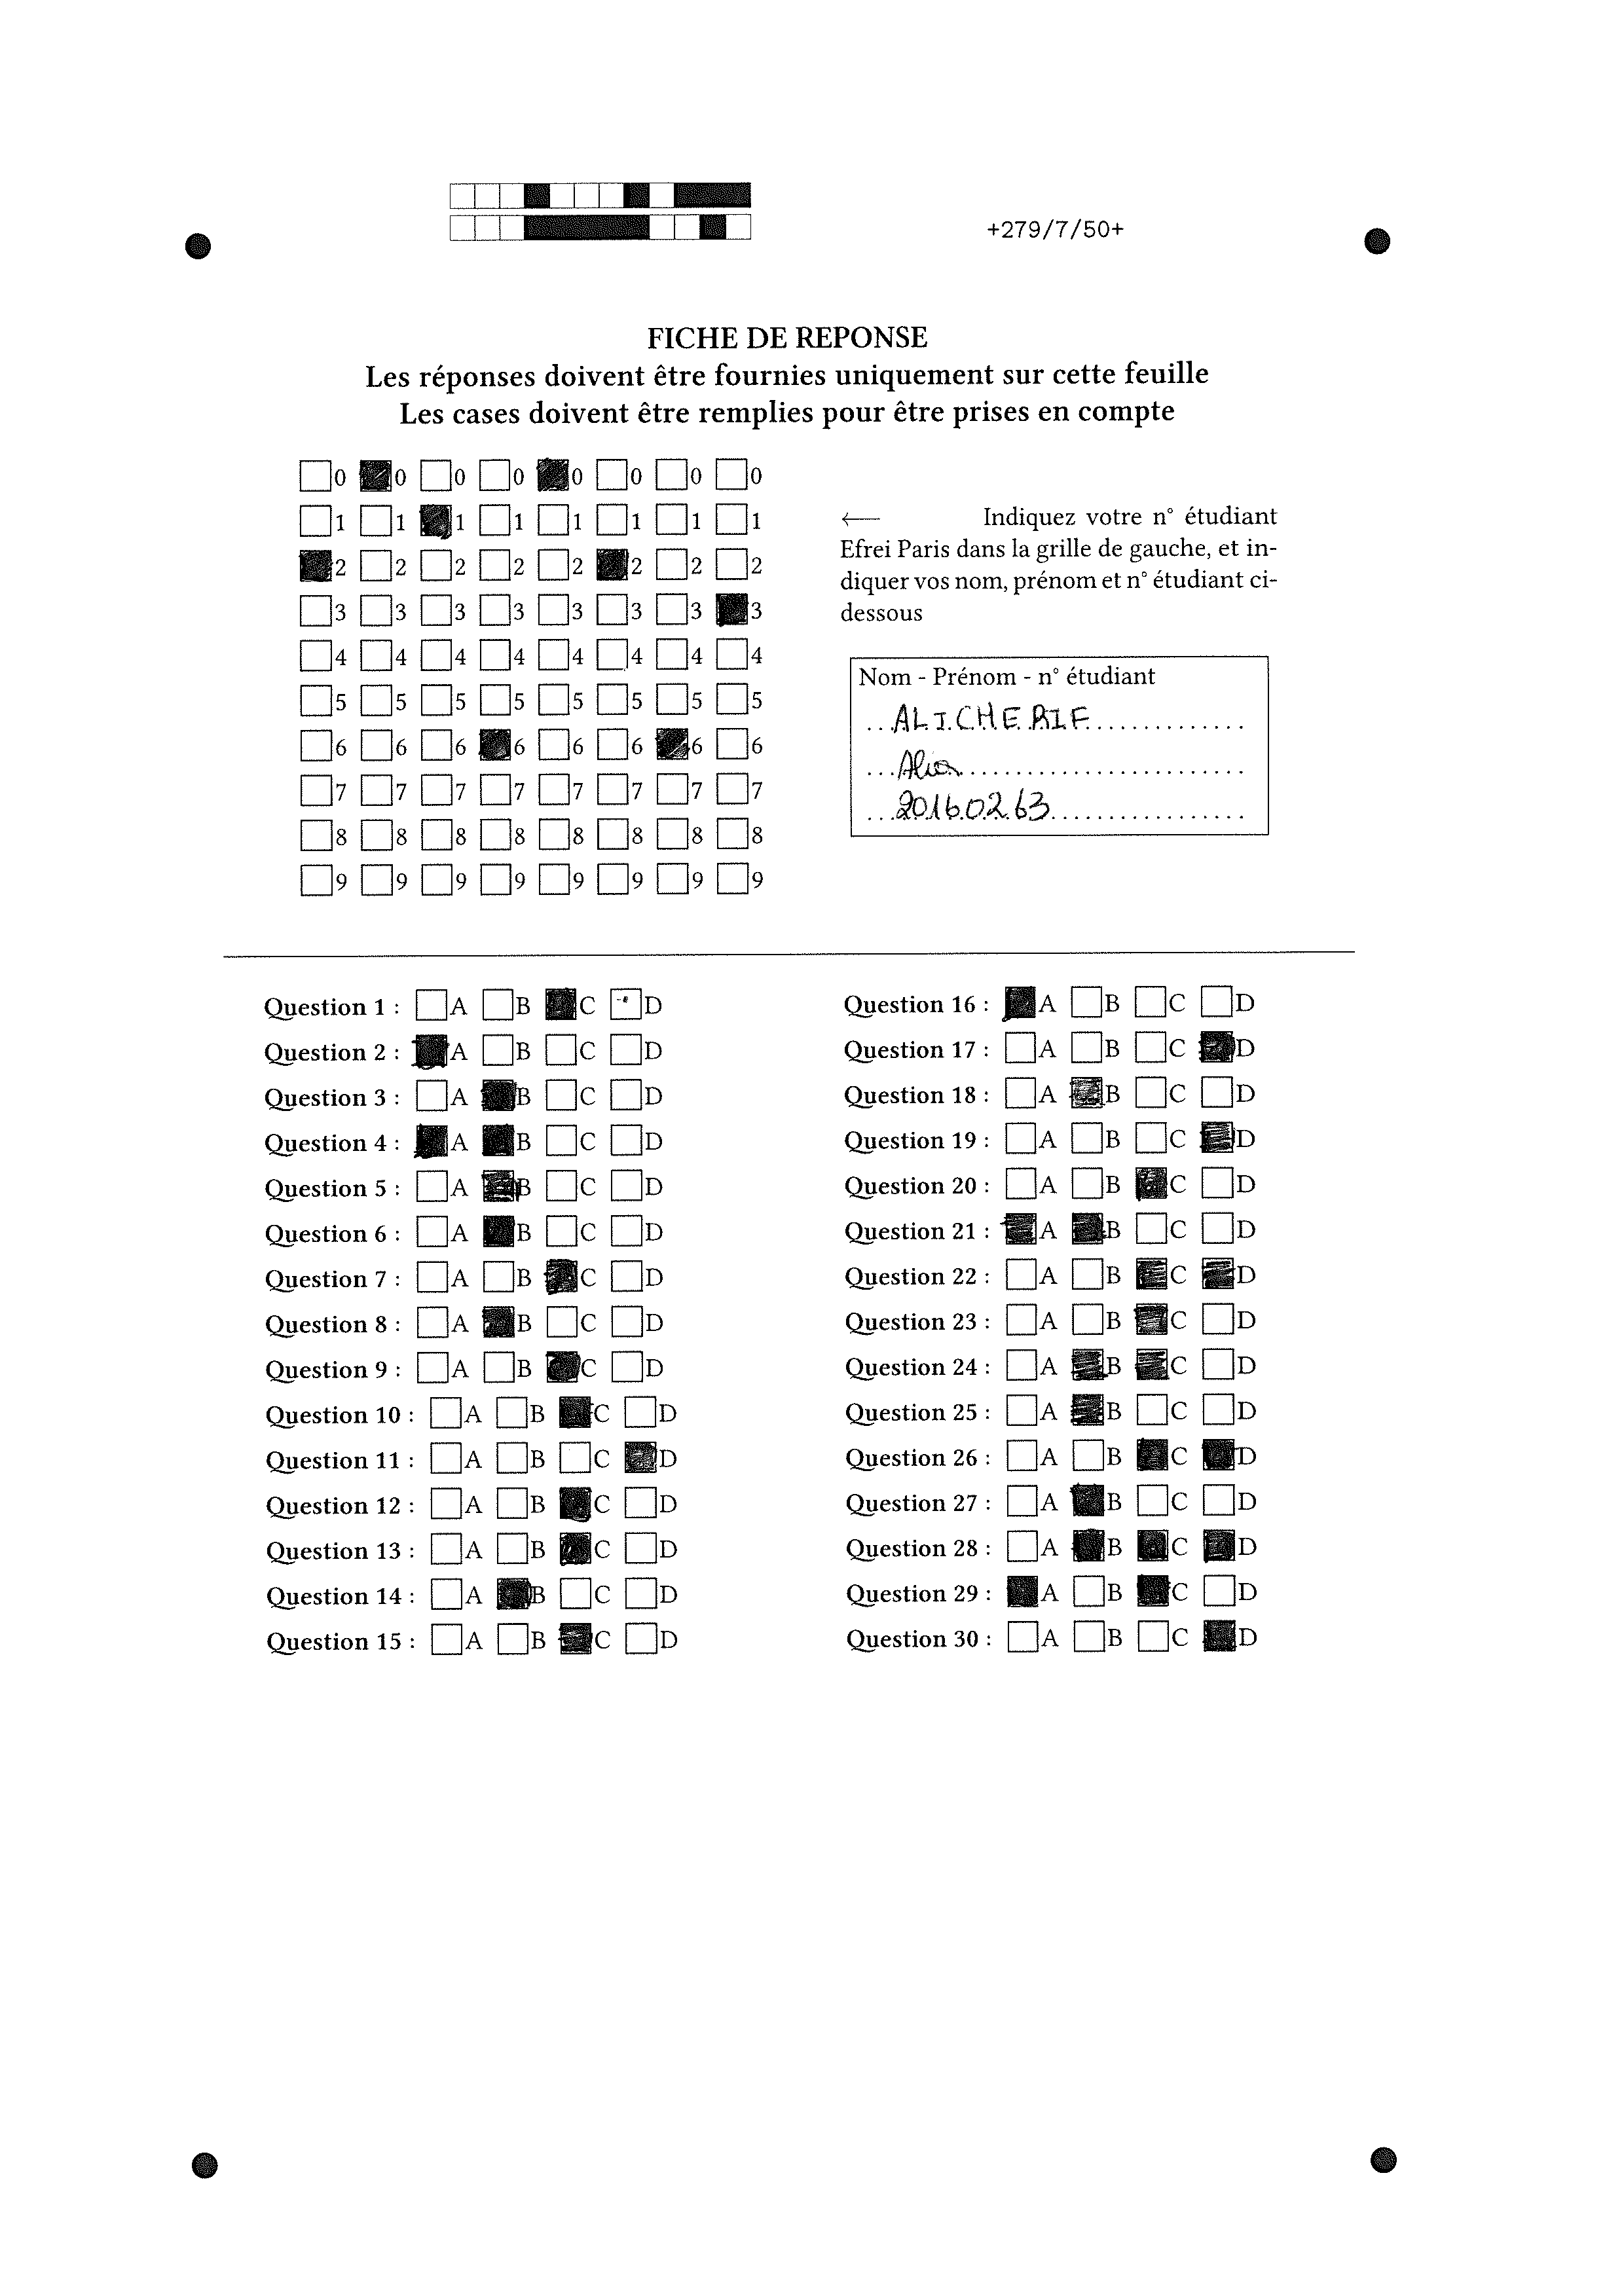 +279/7/50+
FICHE DE REPONSE
Les réponses doivent être fournies uniquement sur cette feuille
Les cases doivent être remplies pour être prises en compte
0 0 0 0 0 0 0 0
1 1 1 1 1 1 1 1
2 2 2 2 2 2 2 2
3 3 3 3 3 3 3 3
4 4 4 4 4 4 4 4
5 5 5 5 5 5 5 5
6 6 6 6 6 6 6 6
7 7 7 7 7 7 7 7
8 8 8 8 8 8 8 8
9 9 9 9 9 9 9 9
← Indiquez votre n° étudiant
Efrei Paris dans la grille de gauche, et in-
diquer vos nom, prénom et n° étudiant ci-
dessous
Nom - Prénom - n° étudiant
ALICHERIF
Alia
20160263
Question 1 : A B C D
Question 2 : A B C D
Question 3 : A B C D
Question 4 : A B C D
Question 5 : A B C D
Question 6 : A B C D
Question 7 : A B C D
Question 8 : A B C D
Question 9 : A B C D
Question 10 : A B C D
Question 11 : A B C D
Question 12 : A B C D
Question 13 : A B C D
Question 14 : A B C D
Question 15 : A B C D
Question 16 : A B C D
Question 17 : A B C D
Question 18 : A B C D
Question 19 : A B C D
Question 20 : A B C D
Question 21 : A B C D
Question 22 : A B C D
Question 23 : A B C D
Question 24 : A B C D
Question 25 : A B C D
Question 26 : A B C D
Question 27 : A B C D
Question 28 : A B C D
Question 29 : A B C D
Question 30 : A B C D